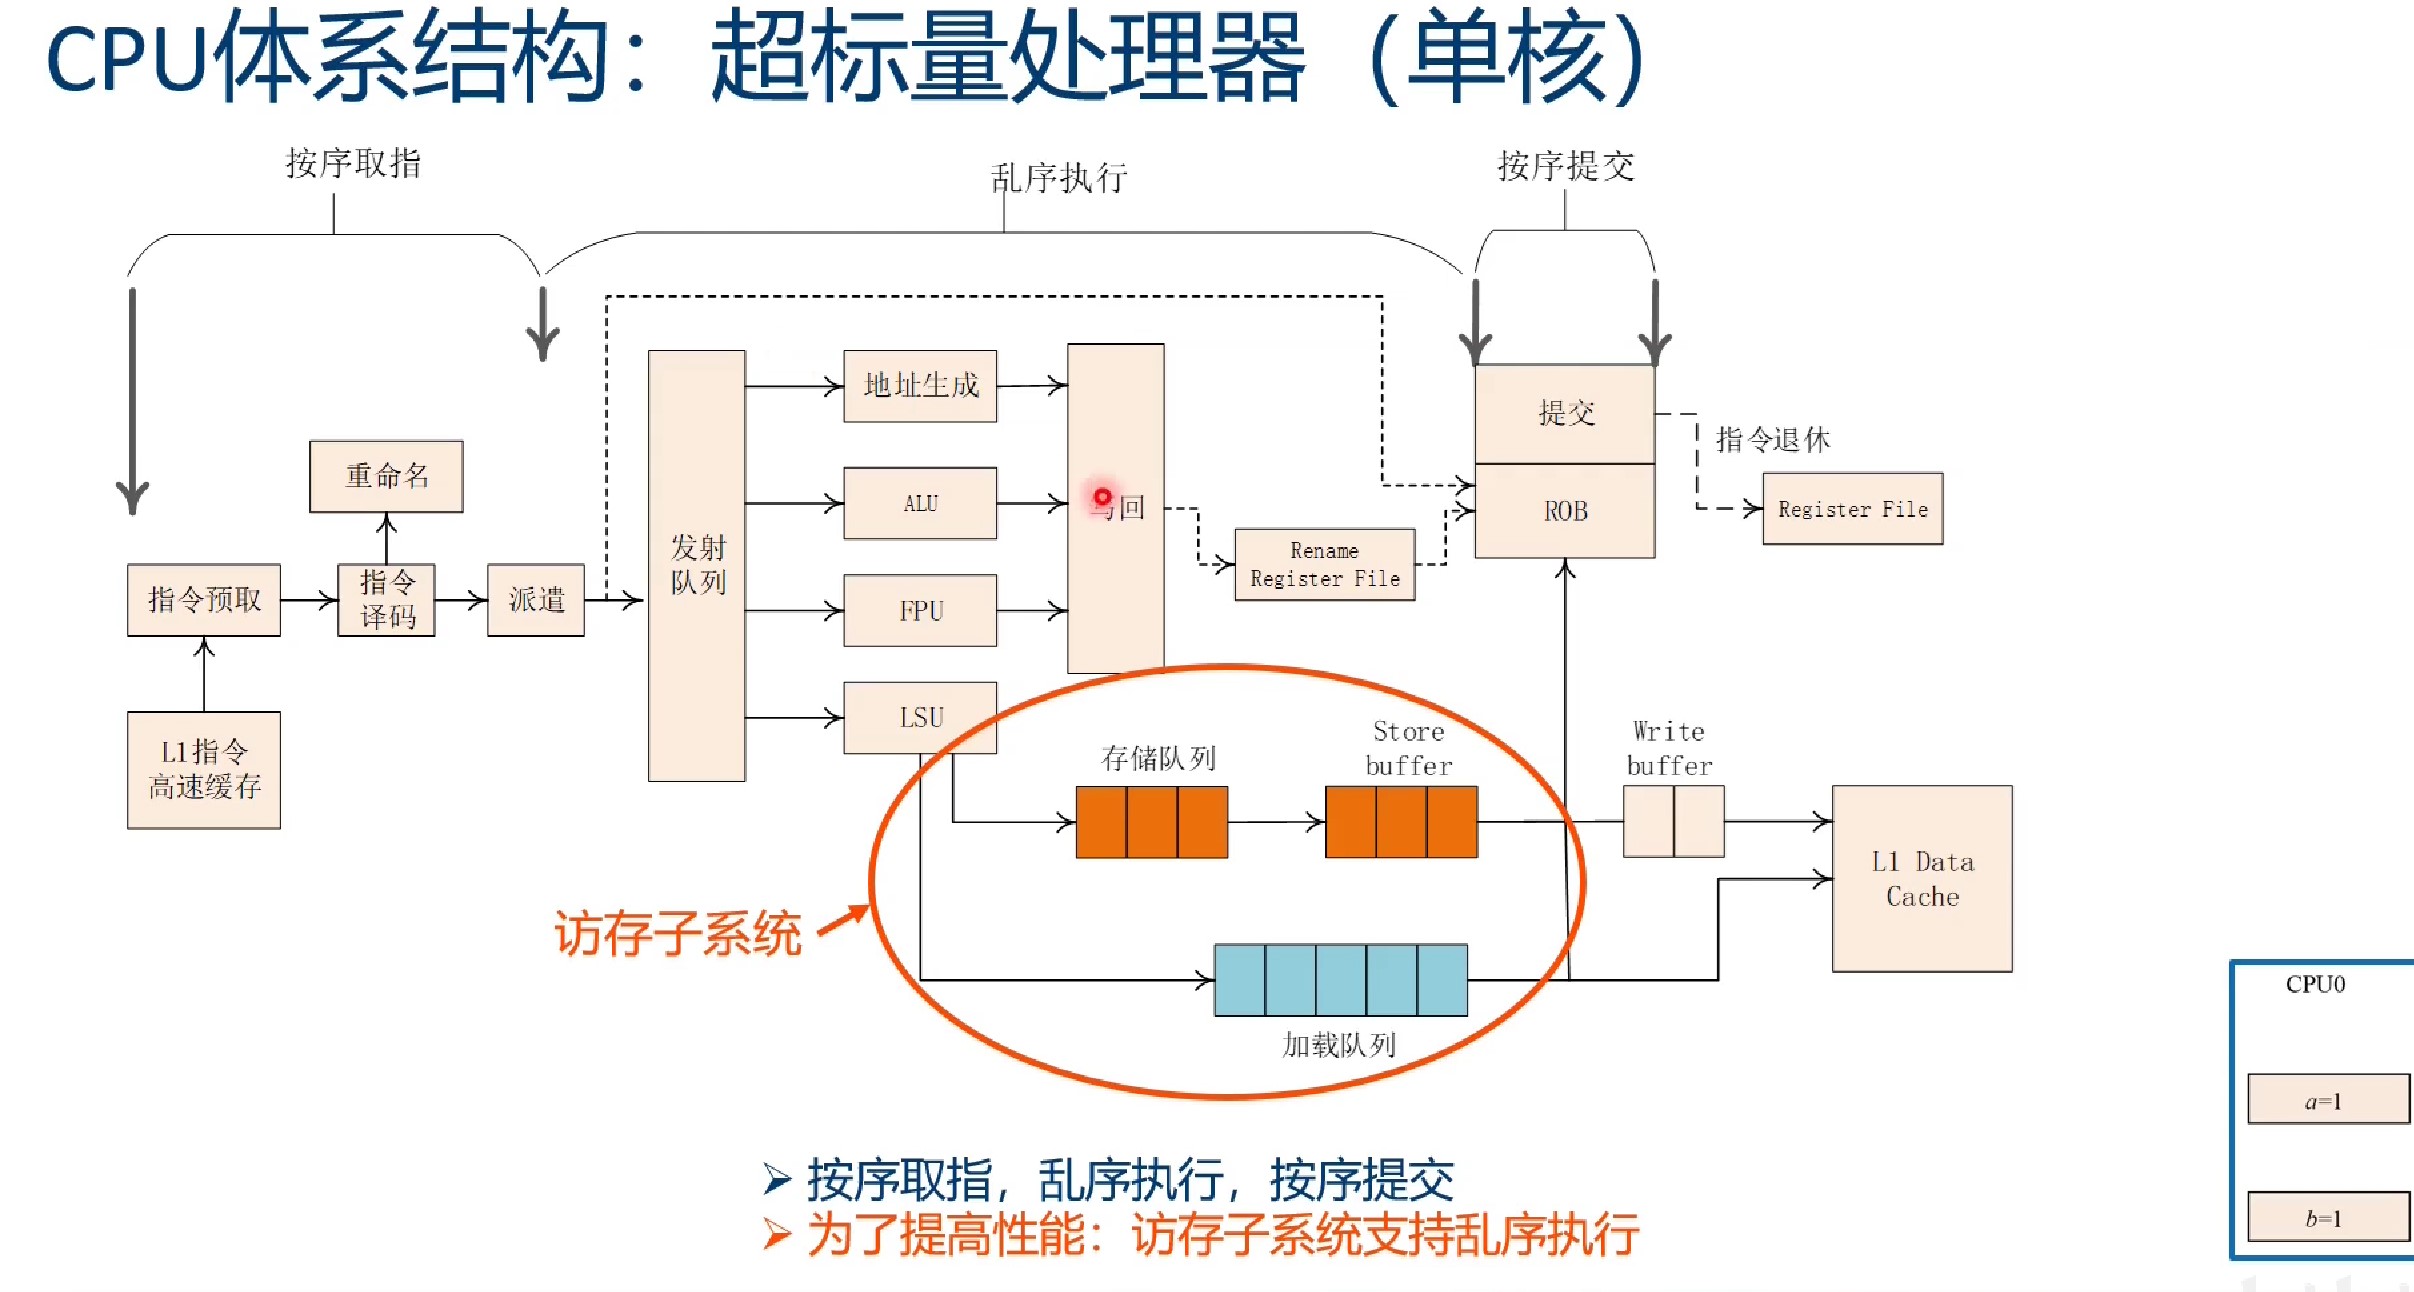 CPU体系结构：超标量处理器（单核）
按序取指
乱序执行
按序提交
重命名
指令预取
指令
译码
派遣
L1指令
高速缓存
发射
队列
地址生成
ALU
FPU
LSU
回
Rename
Register File
提交
ROB
指令退休
Register File
存储队列
Store
buffer
Write
buffer
L1 Data
Cache
访存子系统
加载队列
CPU0
a=1
b=1
按序取指，乱序执行，按序提交
为了提高性能：访存子系统支持乱序执行